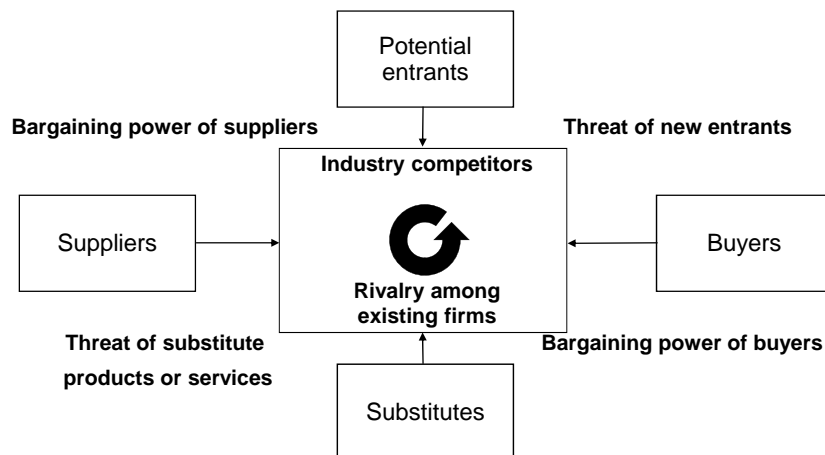 Potential
entrants
Bargaining power of suppliers
Threat of new entrants
Industry competitors
Suppliers
Buyers
Rivalry among
existing firms
Threat of substitute
products or services
Bargaining power of buyers
Substitutes